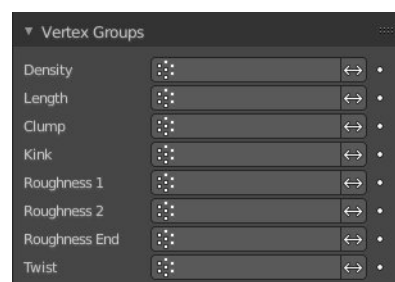 Vertex Groups
Density
Length
Clump
Kink
Roughness 1
Roughness 2
Roughness End
Twist